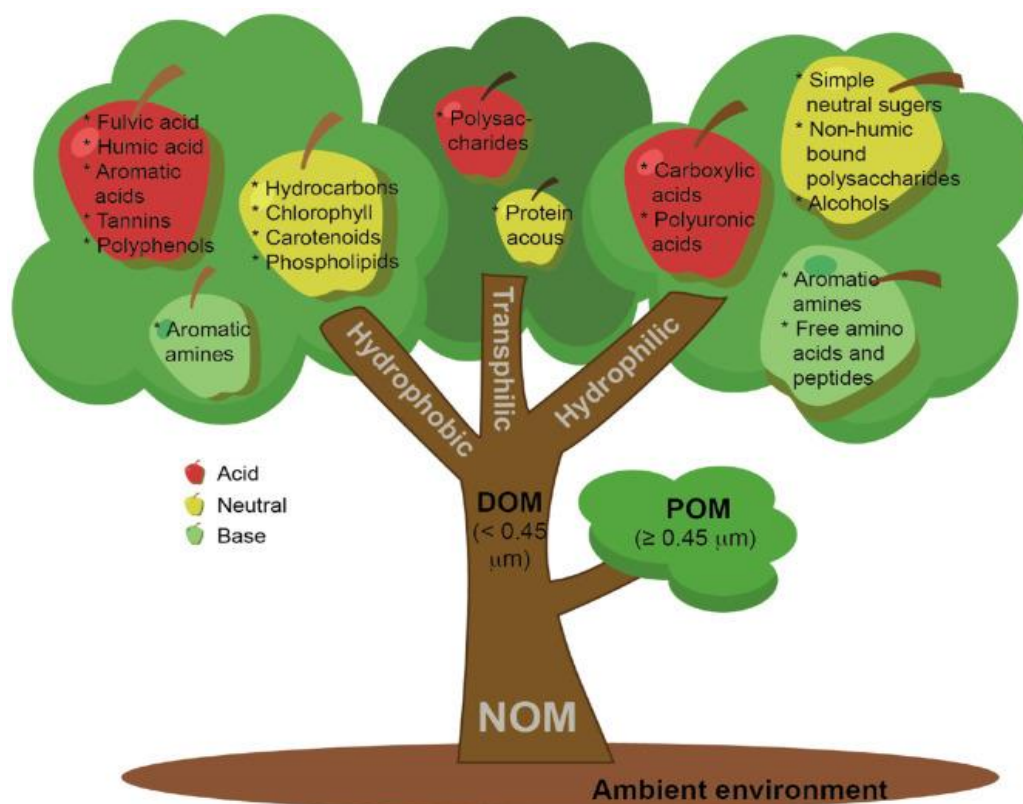 * Fulvic acid
* Humic acid
* Aromatic
acids
* Tannins
* Polyphenols
* Hydrocarbons
* Chlorophyll
* Carotenoids
* Phospholipids
* Aromatic
amines
* Polysac-
charides
* Protein
acous
* Carboxylic
acids
* Polyuronic
acids
* Simple
neutral sugers
* Non-humic
bound
polysaccharides
* Alcohols
* Aromatic
amines
* Free amino
acids and
peptides
Hydrophobic
Transphilic
Hydrophilic
Acid
Neutral
Base
DOM
(< 0.45
μm)
POM
(≥ 0.45 μm)
NOM
Ambient environment